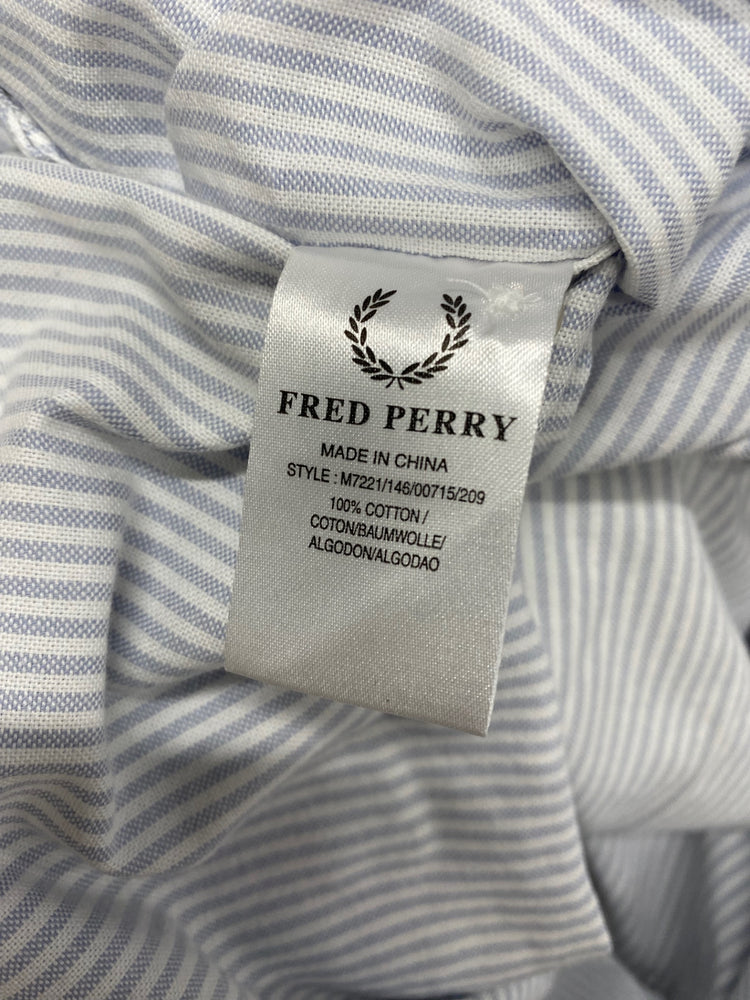 FRED PERRY
MADE IN CHINA
STYLE : M7221/146/00715/209
100% COTTON /
COTON/BAUMWOLLE/
ALGODON/ALGODAO